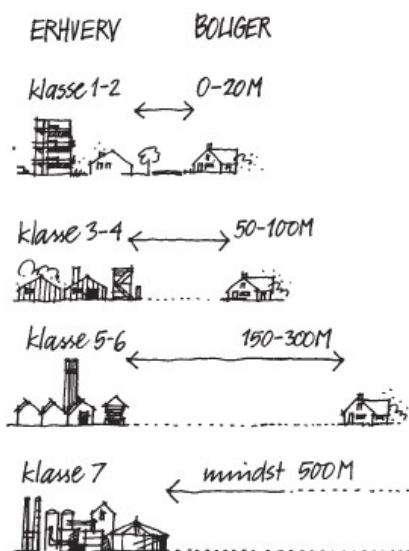 ERHVERV BOLIGER
klasse 1-2 0-20M
klasse 3-4 50-100M
klasse 5-6 150-300M
klasse 7 mindst 500M